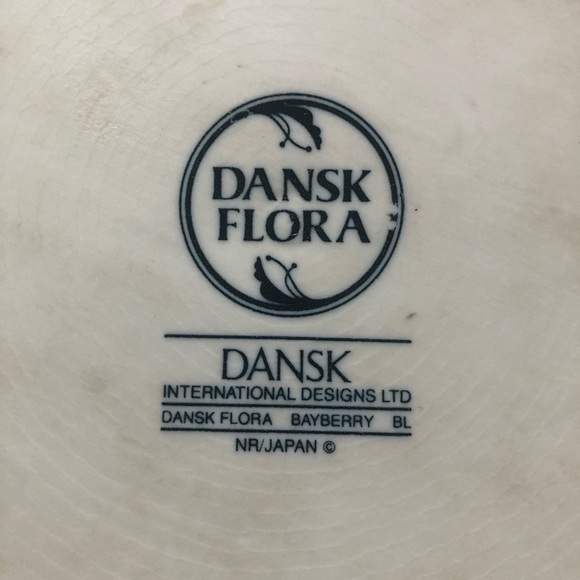 DANSK
FLORA
DANSK
INTERNATIONAL DESIGNS LTD
DANSK FLORA BAYBERRY BL
NR/JAPAN ©